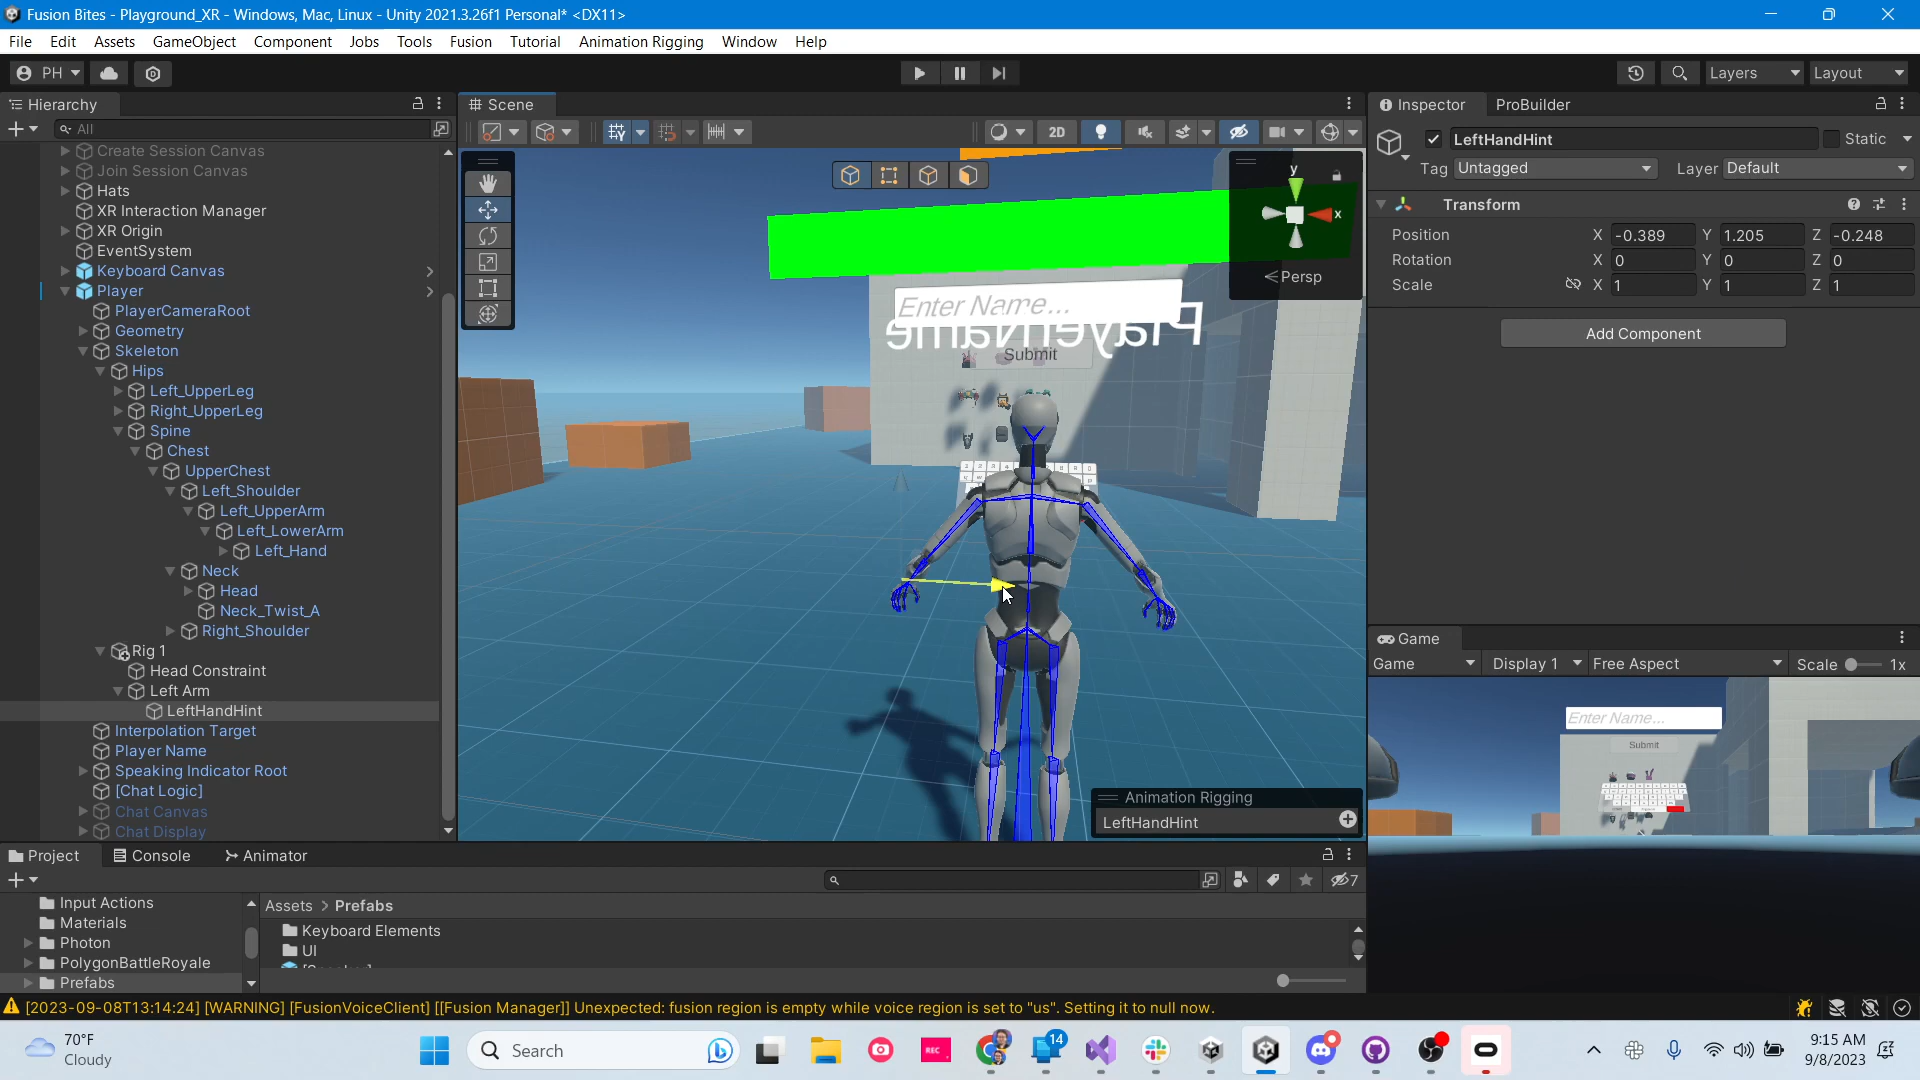 Fusion Bites - Playground_XR - Windows, Mac, Linux - Unity 2021.3.26f1 Personal* <DX11>
File Edit Assets GameObject Component Jobs Tools Fusion Tutorial Animation Rigging Window Help
PH
Layers Layout
Hierarchy
All
Create Session Canvas
Join Session Canvas
Hats
XR Interaction Manager
XR Origin
EventSystem
Keyboard Canvas
Player
PlayerCameraRoot
Geometry
Skeleton
Hips
Left_UpperLeg
Right_UpperLeg
Spine
Chest
UpperChest
Left_Shoulder
Left_UpperArm
Left_LowerArm
Left_Hand
Neck
Head
Neck_Twist_A
Right_Shoulder
Rig 1
Head Constraint
Left Arm
LeftHandHint
Interpolation Target
Player Name
Speaking Indicator Root
[Chat Logic]
Chat Canvas
Chat Display
Scene
2D
y
x
Persp
Enter Name...
PlayerName
Submit
Animation Rigging
LeftHandHint
Inspector ProBuilder
LeftHandHint Static
Tag Untagged Layer Default
Transform
Position X -0.389 Y 1.205 Z -0.248
Rotation X 0 Y 0 Z 0
Scale X 1 Y 1 Z 1
Add Component
Game
Game Display 1 Free Aspect Scale 1x
Enter Name...
Submit
Project Console Animator
7
Input Actions
Materials
Photon
PolygonBattleRoyale
Prefabs
Assets > Prefabs
Keyboard Elements
UI
[2023-09-08T13:14:24] [WARNING] [FusionVoiceClient] [[Fusion Manager]] Unexpected: fusion region is empty while voice region is set to "us". Setting it to null now.
70°F
Cloudy
Search
REC
14
9:15 AM
9/8/2023